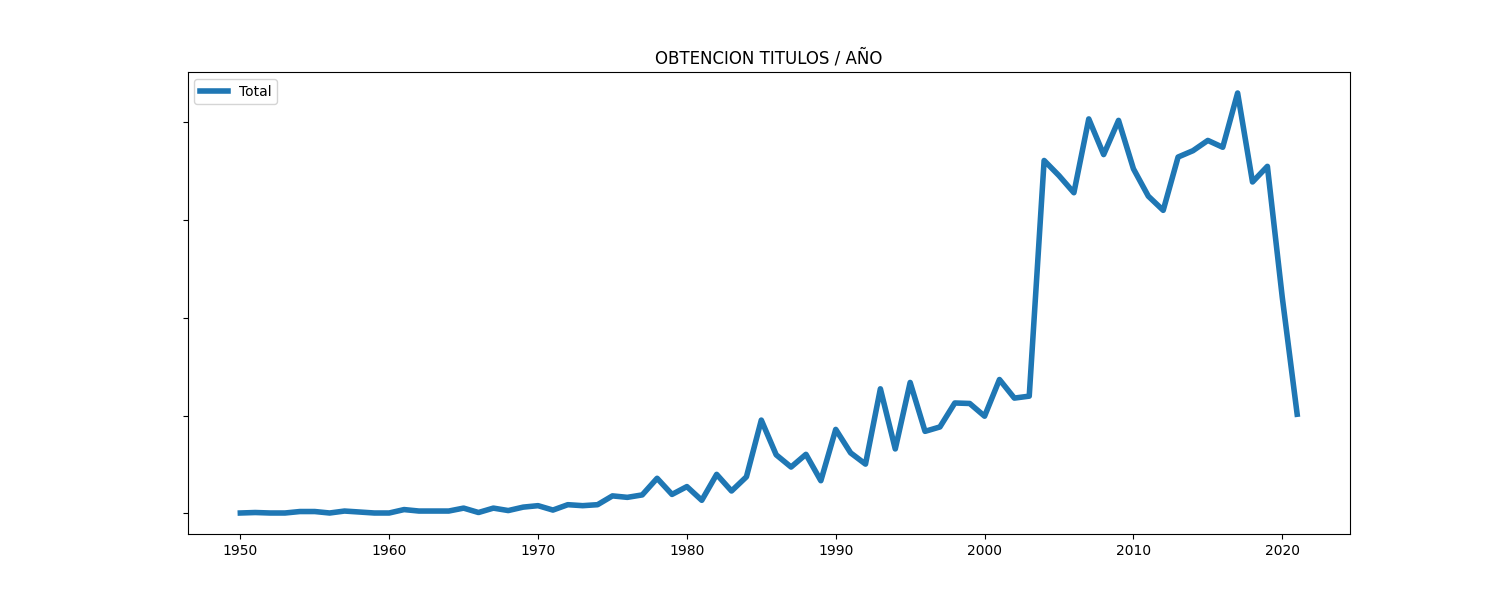 OBTENCION TITULOS / AÑO
Total
1950 1960 1970 1980 1990 2000 2010 2020